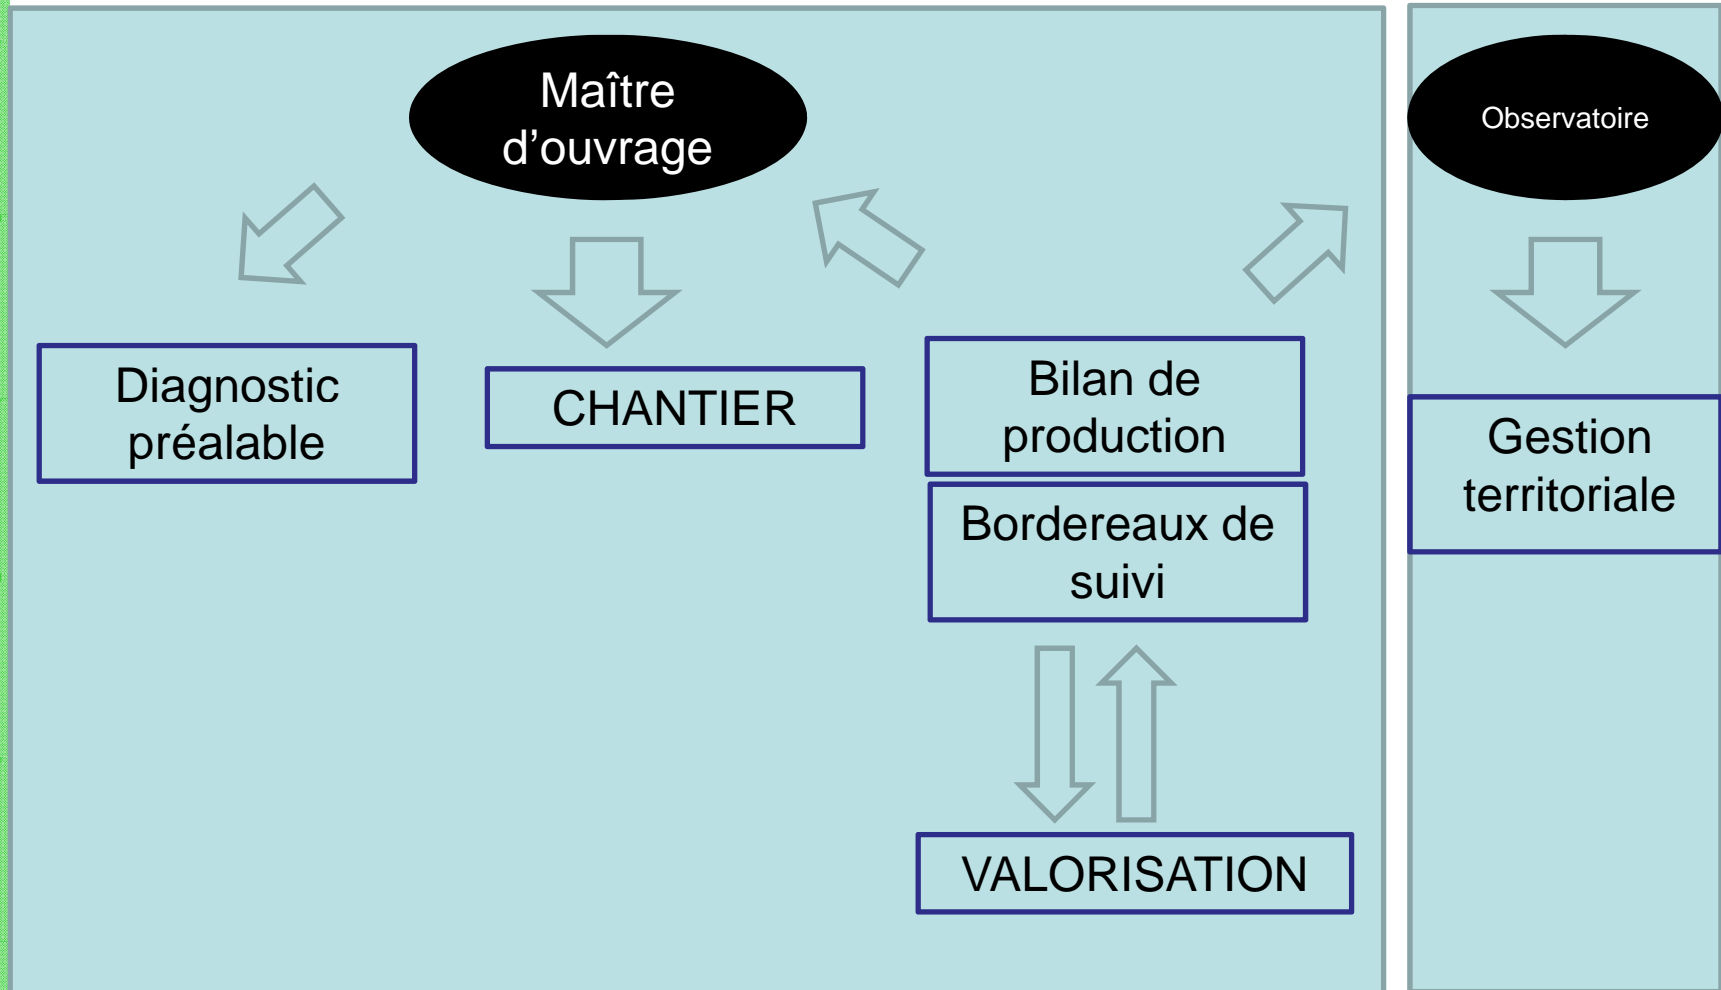 Maître
d’ouvrage
Observatoire
Diagnostic
préalable
CHANTIER
Bilan de
production
Bordereaux de
suivi
Gestion
territoriale
VALORISATION